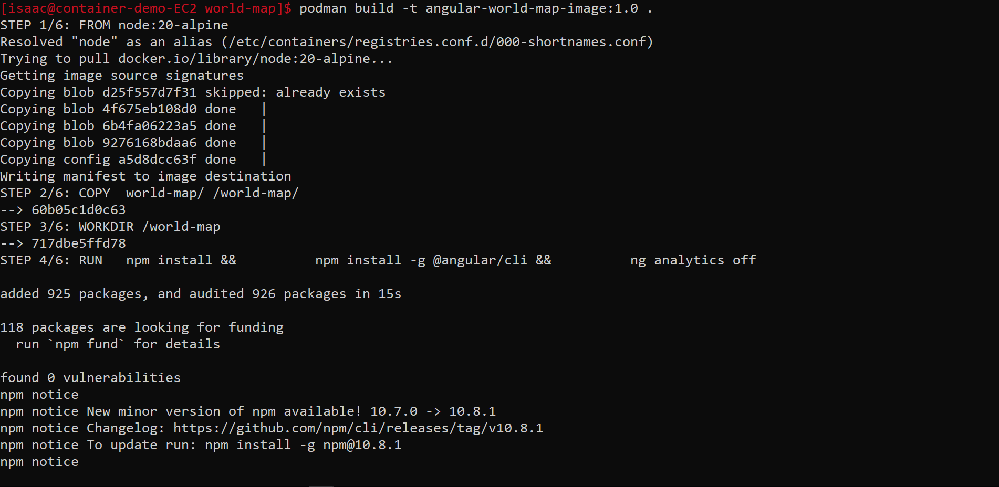 [isaac@container-demo-EC2 world-map]$ podman build -t angular-world-map-image:1.0 .
STEP 1/6: FROM node:20-alpine
Resolved "node" as an alias (/etc/containers/registries.conf.d/000-shortnames.conf)
Trying to pull docker.io/library/node:20-alpine...
Getting image source signatures
Copying blob d25f557d7f31 skipped: already exists
Copying blob 4f675eb108d0 done   |
Copying blob 6b4fa06223a5 done   |
Copying blob 9276168bdaa6 done   |
Copying config a5d8dcc63f done   |
Writing manifest to image destination
STEP 2/6: COPY  world-map/ /world-map/
--> 60b05c1d0c63
STEP 3/6: WORKDIR /world-map
--> 717dbe5ffd78
STEP 4/6: RUN   npm install &&          npm install -g @angular/cli &&          ng analytics off
added 925 packages, and audited 926 packages in 15s
118 packages are looking for funding
  run `npm fund` for details
found 0 vulnerabilities
npm notice
npm notice New minor version of npm available! 10.7.0 -> 10.8.1
npm notice Changelog: https://github.com/npm/cli/releases/tag/v10.8.1
npm notice To update run: npm install -g npm@10.8.1
npm notice